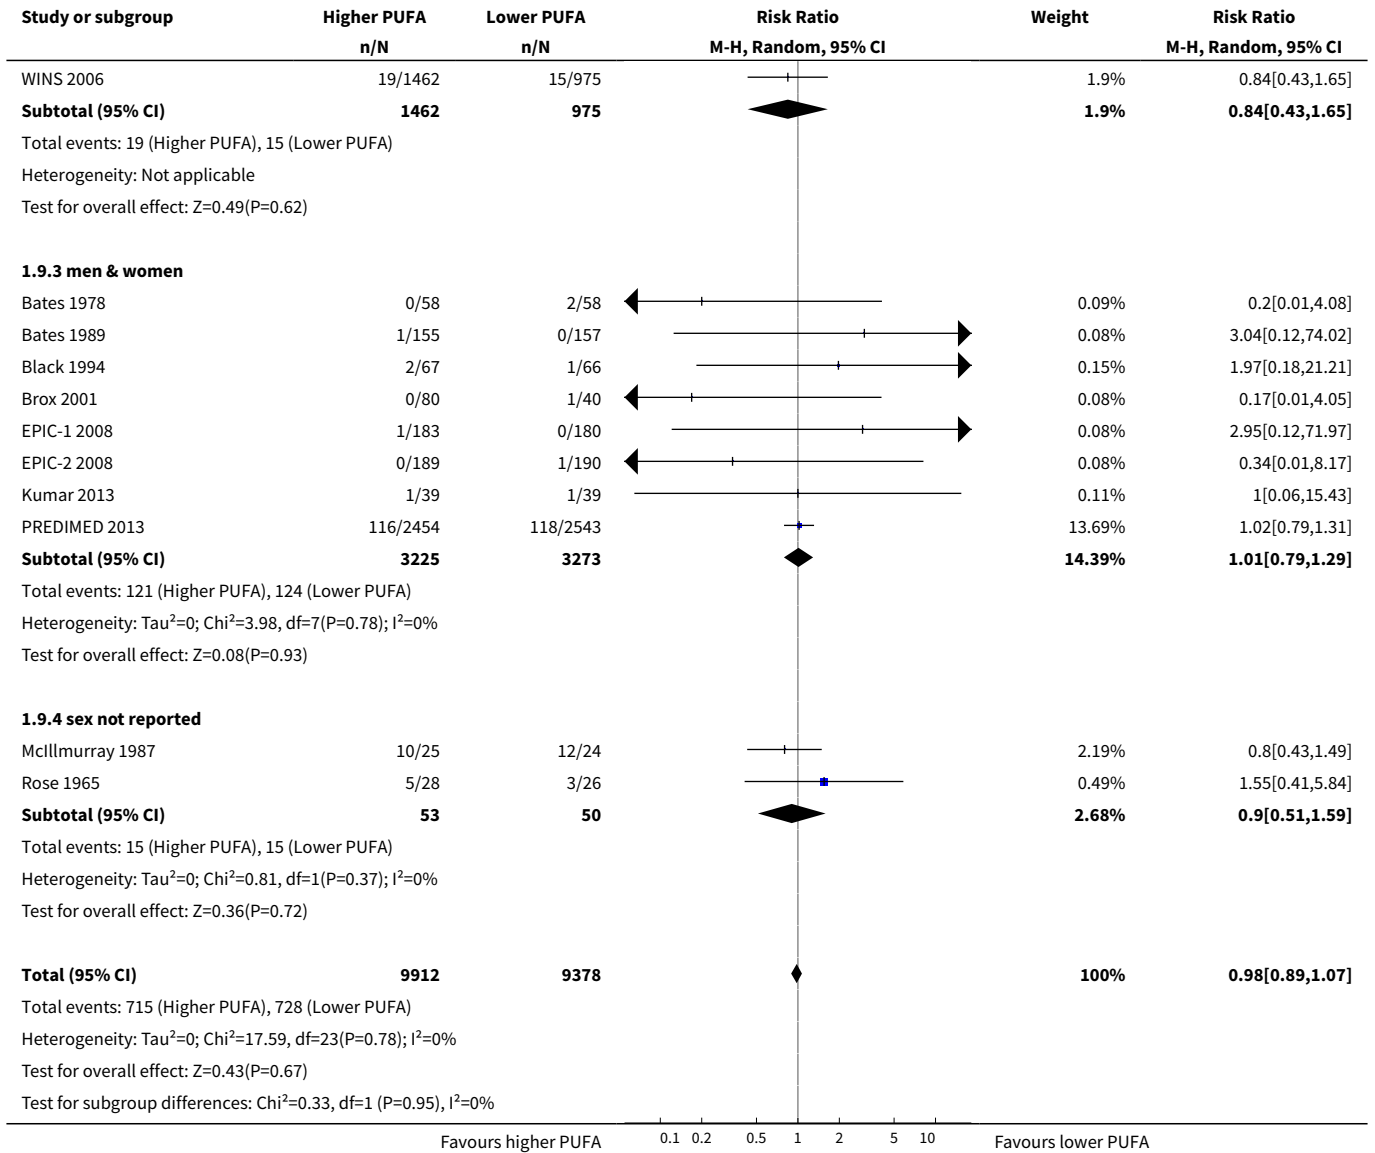 Study or subgroup Higher PUFA Lower PUFA Risk Ratio Weight Risk Ratio
n/N n/N M-H, Random, 95% CI M-H, Random, 95% CI
WINS 2006 19/1462 15/975 1.9% 0.84[0.43,1.65]
Subtotal (95% CI) 1462 975 1.9% 0.84[0.43,1.65]
Total events: 19 (Higher PUFA), 15 (Lower PUFA)
Heterogeneity: Not applicable
Test for overall effect: Z=0.49(P=0.62)
1.9.3 men & women
Bates 1978 0/58 2/58 0.09% 0.2[0.01,4.08]
Bates 1989 1/155 0/157 0.08% 3.04[0.12,74.02]
Black 1994 2/67 1/66 0.15% 1.97[0.18,21.21]
Brox 2001 0/80 1/40 0.08% 0.17[0.01,4.05]
EPIC-1 2008 1/183 0/180 0.08% 2.95[0.12,71.97]
EPIC-2 2008 0/189 1/190 0.08% 0.34[0.01,8.17]
Kumar 2013 1/39 1/39 0.11% 1[0.06,15.43]
PREDIMED 2013 116/2454 118/2543 13.69% 1.02[0.79,1.31]
Subtotal (95% CI) 3225 3273 14.39% 1.01[0.79,1.29]
Total events: 121 (Higher PUFA), 124 (Lower PUFA)
Heterogeneity: Tau²=0; Chi²=3.98, df=7(P=0.78); I²=0%
Test for overall effect: Z=0.08(P=0.93)
1.9.4 sex not reported
McIllmurray 1987 10/25 12/24 2.19% 0.8[0.43,1.49]
Rose 1965 5/28 3/26 0.49% 1.55[0.41,5.84]
Subtotal (95% CI) 53 50 2.68% 0.9[0.51,1.59]
Total events: 15 (Higher PUFA), 15 (Lower PUFA)
Heterogeneity: Tau²=0; Chi²=0.81, df=1(P=0.37); I²=0%
Test for overall effect: Z=0.36(P=0.72)
Total (95% CI) 9912 9378 100% 0.98[0.89,1.07]
Total events: 715 (Higher PUFA), 728 (Lower PUFA)
Heterogeneity: Tau²=0; Chi²=17.59, df=23(P=0.78); I²=0%
Test for overall effect: Z=0.43(P=0.67)
Test for subgroup differences: Chi²=0.33, df=1 (P=0.95), I²=0%
Favours higher PUFA 0.1 0.2 0.5 1 2 5 10 Favours lower PUFA